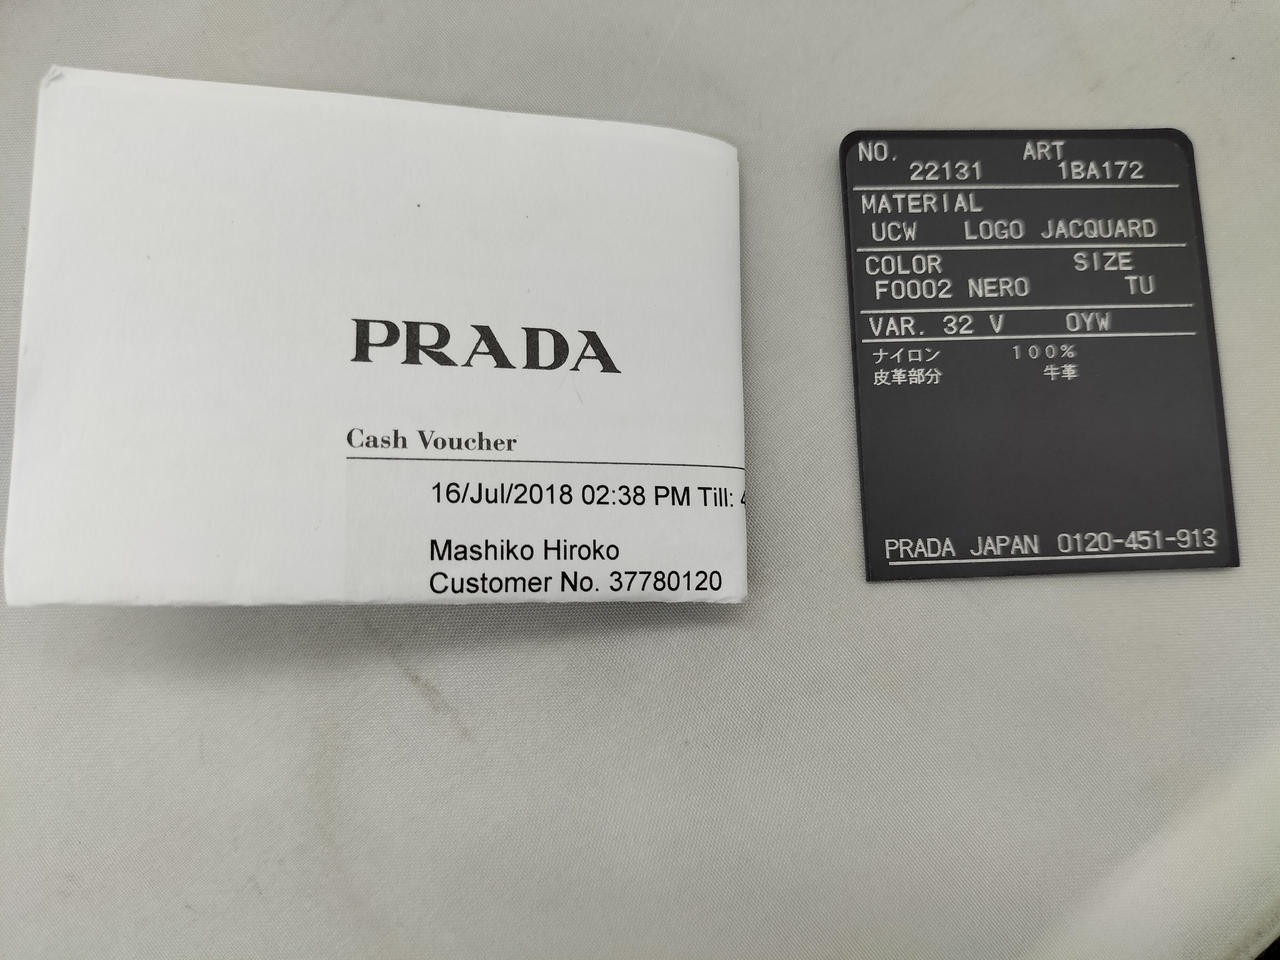 PRADA
Cash Voucher
16/Jul/2018 02:38 PM Till:
Mashiko Hiroko
Customer No. 37780120
NO. ART
22131 1BA172
MATERIAL
UCW LOGO JACQUARD
COLOR SIZE
F0002 NERO TU
VAR. 32 V OYW
ナイロン 100%
皮革部分 牛革
PRADA JAPAN 0120-451-913